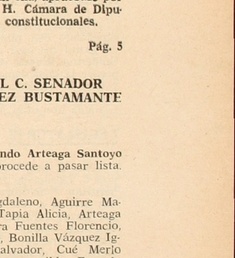 H. Cámara de Dipu-
constitucionales.
Pág. 5
L C. SENADOR
EZ BUSTAMANTE
ndo Arteaga Santoyo
procede a pasar lista.
gdaleno, Aguirre Ma-
Tapia Alicia, Arteaga
ra Fuentes Florencio,
, Bonilla Vázquez Ig-
alvador, Cué Merlo